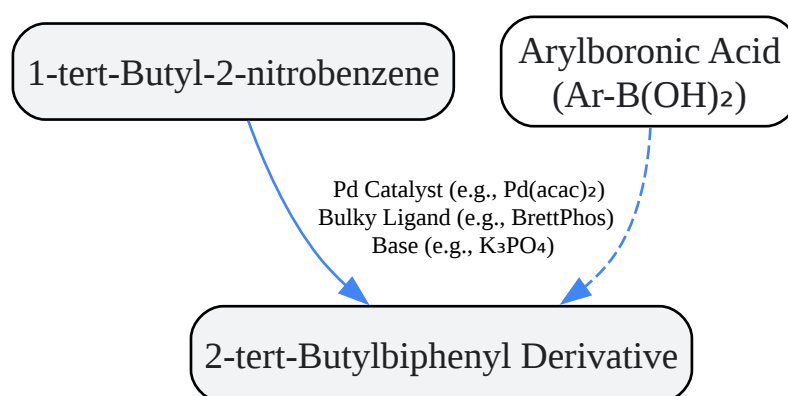 1-tert-Butyl-2-nitrobenzene
Arylboronic Acid
(Ar-B(OH)₂)
Pd Catalyst (e.g., Pd(acac)₂)
Bulky Ligand (e.g., BrettPhos)
Base (e.g., K₃PO₄)
2-tert-Butylbiphenyl Derivative